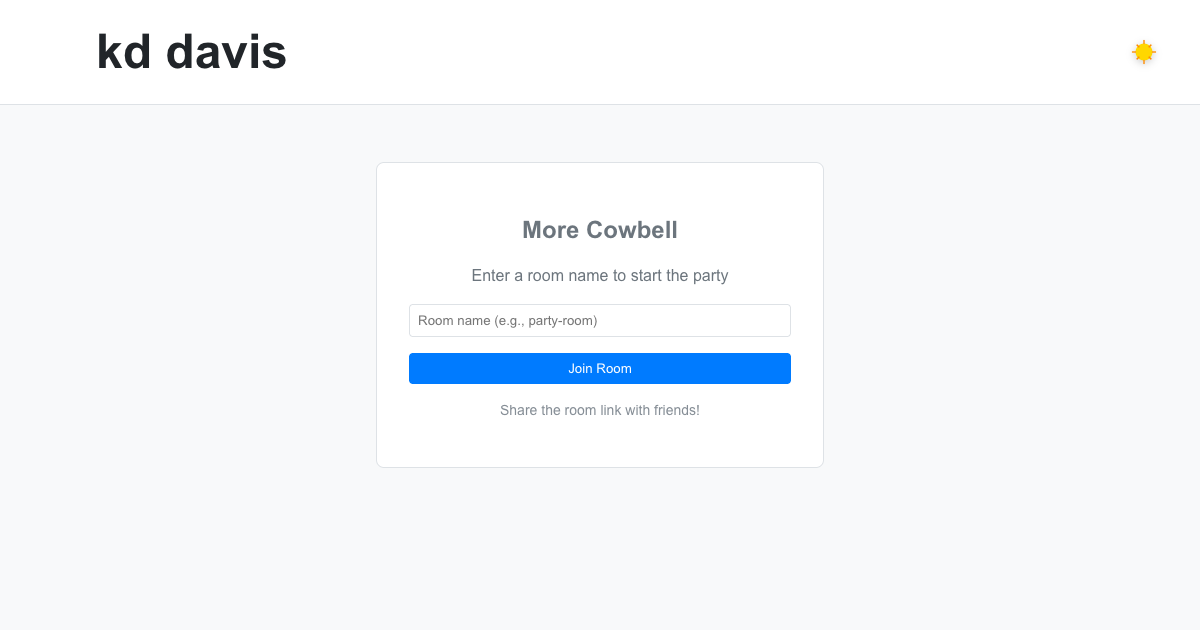 kd davis
More Cowbell
Enter a room name to start the party
Room name (e.g., party-room)
Join Room
Share the room link with friends!